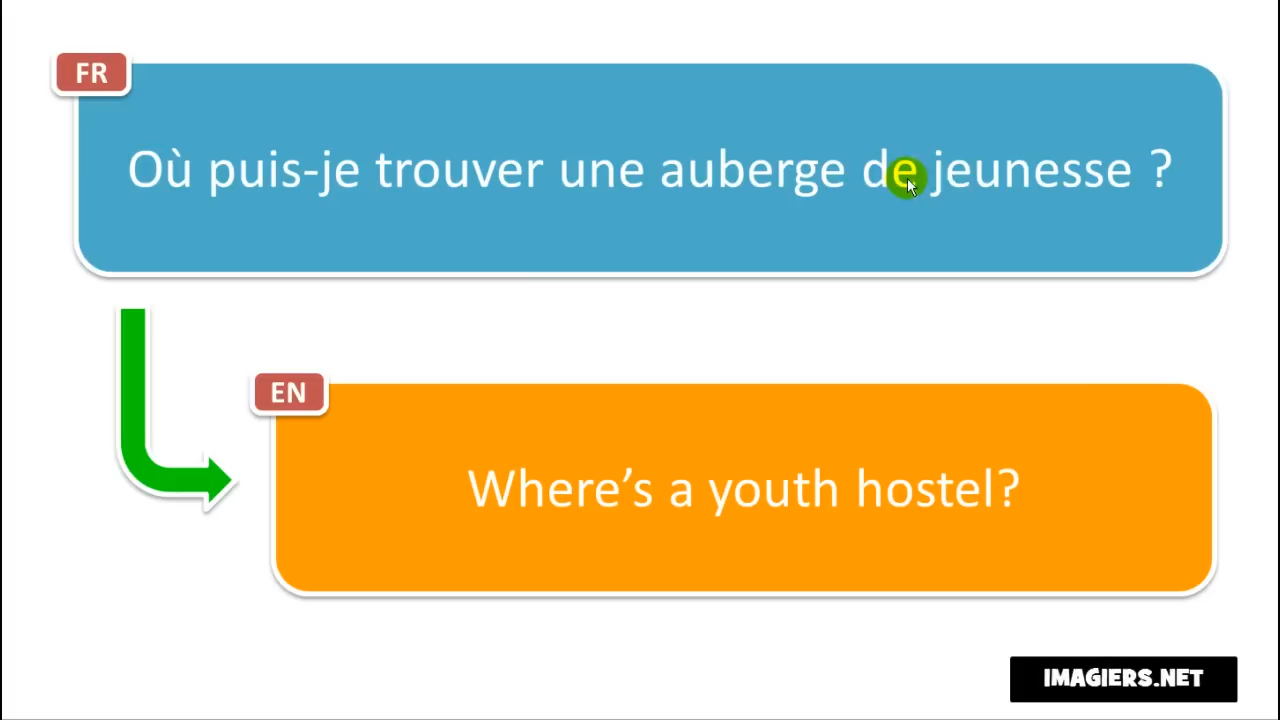 FR
Où puis-je trouver une auberge de jeunesse ?
EN
Where’s a youth hostel?
IMAGIERS.NET